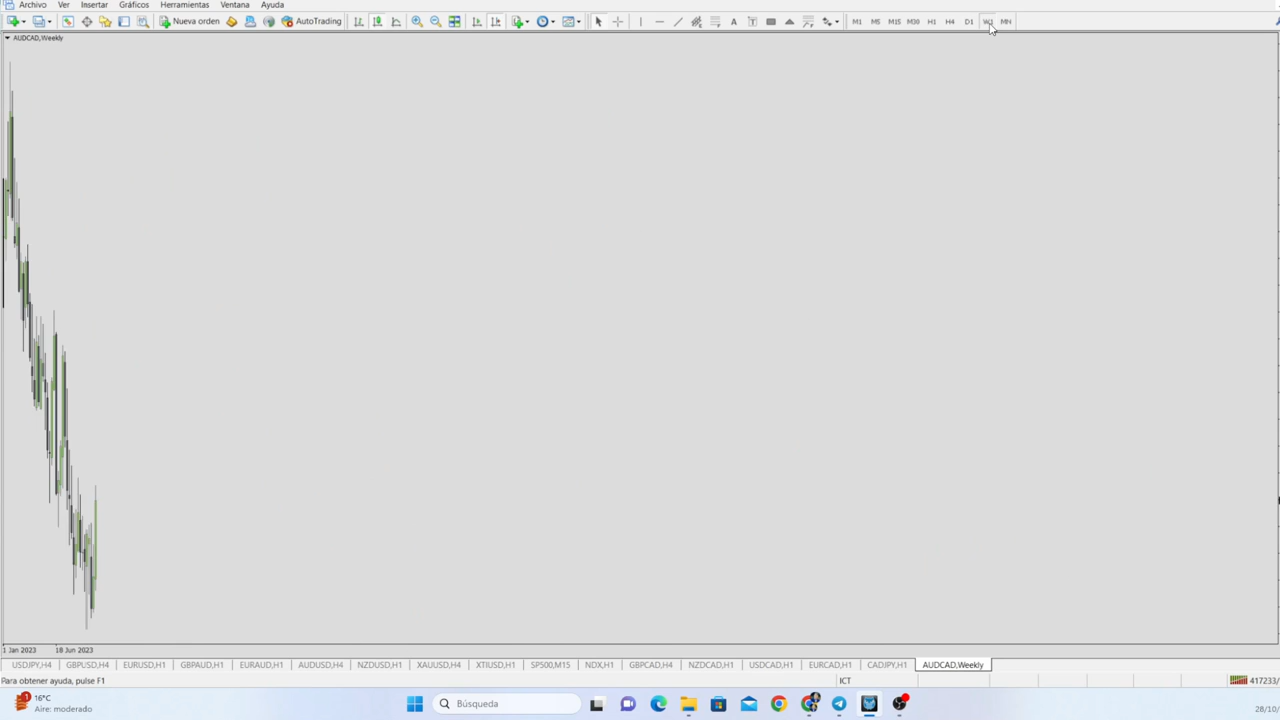 Archivo Ver Insertar Gráficos Herramientas Ventana Ayuda
Nueva orden AutoTrading M1 M5 M15 M30 H1 H4 D1 W1 MN
AUDCAD,Weekly
1 Jan 2023 18 Jun 2023
USDJPY,H4 GBPUSD,H4 EURUSD,H1 GBPAUD,H1 EURAUD,H1 AUDUSD,H4 NZDUSD,H1 XAUUSD,H4 XTIUSD,H1 SP500,M15 NDX,H1 GBPCAD,H4 NZDCAD,H1 USDCAD,H1 EURCAD,H1 CADJPY,H1 AUDCAD,Weekly
Para obtener ayuda, pulse F1 ICT 417233/
16°C
Aire: moderado
Búsqueda
28/10/